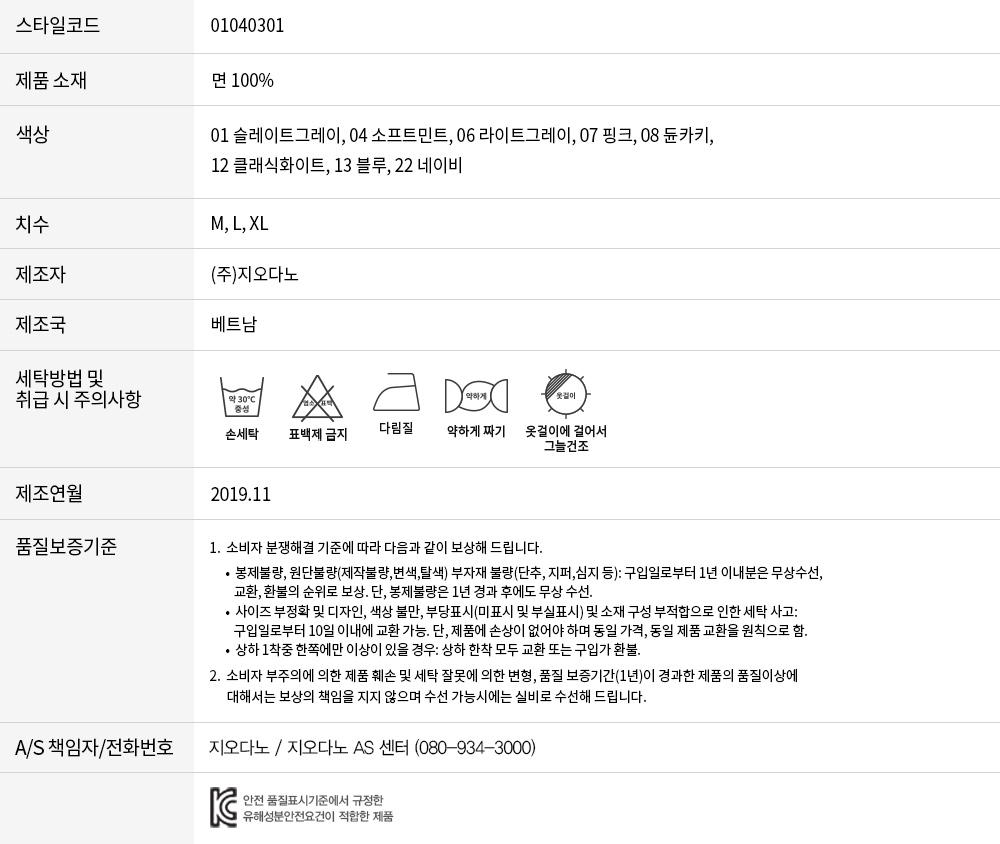 스타일코드 01040301
제품 소재 면 100%
색상 01 슬레이트그레이, 04 소프트민트, 06 라이트그레이, 07 핑크, 08 듄카키,
12 클래식화이트, 13 블루, 22 네이비
치수 M, L, XL
제조자 (주)지오다노
제조국 베트남
세탁방법 및
취급 시 주의사항
약 30℃
중성
손세탁
염소 표백
표백제 금지
다림질
약하게
약하게 짜기
옷걸이
옷걸이에 걸어서
그늘건조
제조연월 2019.11
품질보증기준
1. 소비자 분쟁해결 기준에 따라 다음과 같이 보상해 드립니다.
• 봉제불량, 원단불량(제작불량,변색,탈색) 부자재 불량(단추, 지퍼,심지 등): 구입일로부터 1년 이내분은 무상수선,
교환, 환불의 순위로 보상. 단, 봉제불량은 1년 경과 후에도 무상 수선.
• 사이즈 부정확 및 디자인, 색상 불만, 부당표시(미표시 및 부실표시) 및 소재 구성 부적합으로 인한 세탁 사고:
구입일로부터 10일 이내에 교환 가능. 단, 제품에 손상이 없어야 하며 동일 가격, 동일 제품 교환을 원칙으로 함.
• 상하 1착중 한쪽에만 이상이 있을 경우: 상하 한착 모두 교환 또는 구입가 환불.
2. 소비자 부주의에 의한 제품 훼손 및 세탁 잘못에 의한 변형, 품질 보증기간(1년)이 경과한 제품의 품질이상에
대해서는 보상의 책임을 지지 않으며 수선 가능시에는 실비로 수선해 드립니다.
A/S 책임자/전화번호 지오다노 / 지오다노 AS 센터 (080-934-3000)
안전 품질표시기준에서 규정한
유해성분안전요건이 적합한 제품